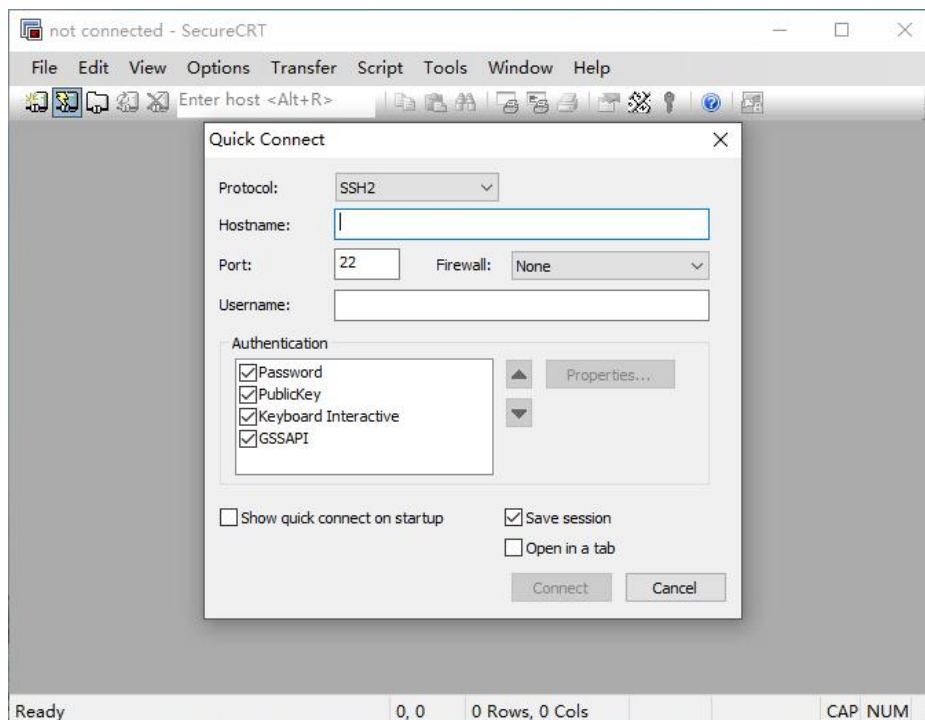 not connected - SecureCRT
File Edit View Options Transfer Script Tools Window Help
Enter host <Alt+R>
Quick Connect
Protocol: SSH2
Hostname:
Port: 22 Firewall: None
Username:
Authentication
Password
PublicKey
Keyboard Interactive
GSSAPI
Properties...
Show quick connect on startup Save session
Open in a tab
Connect Cancel
Ready 0, 0 0 Rows, 0 Cols CAP NUM